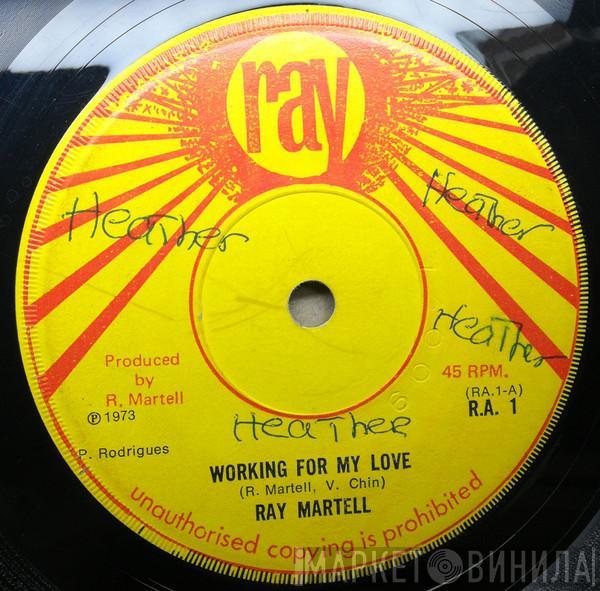 ray
Heather
Heather
Heather
Produced
by
R. Martell
℗ 1973
45 RPM.
(RA.1-A)
R.A. 1
Heather
P. Rodrigues
WORKING FOR MY LOVE
(R. Martell, V. Chin)
RAY MARTELL
unauthorised copying is prohibited
МАРКЕТ ВИНИЛА